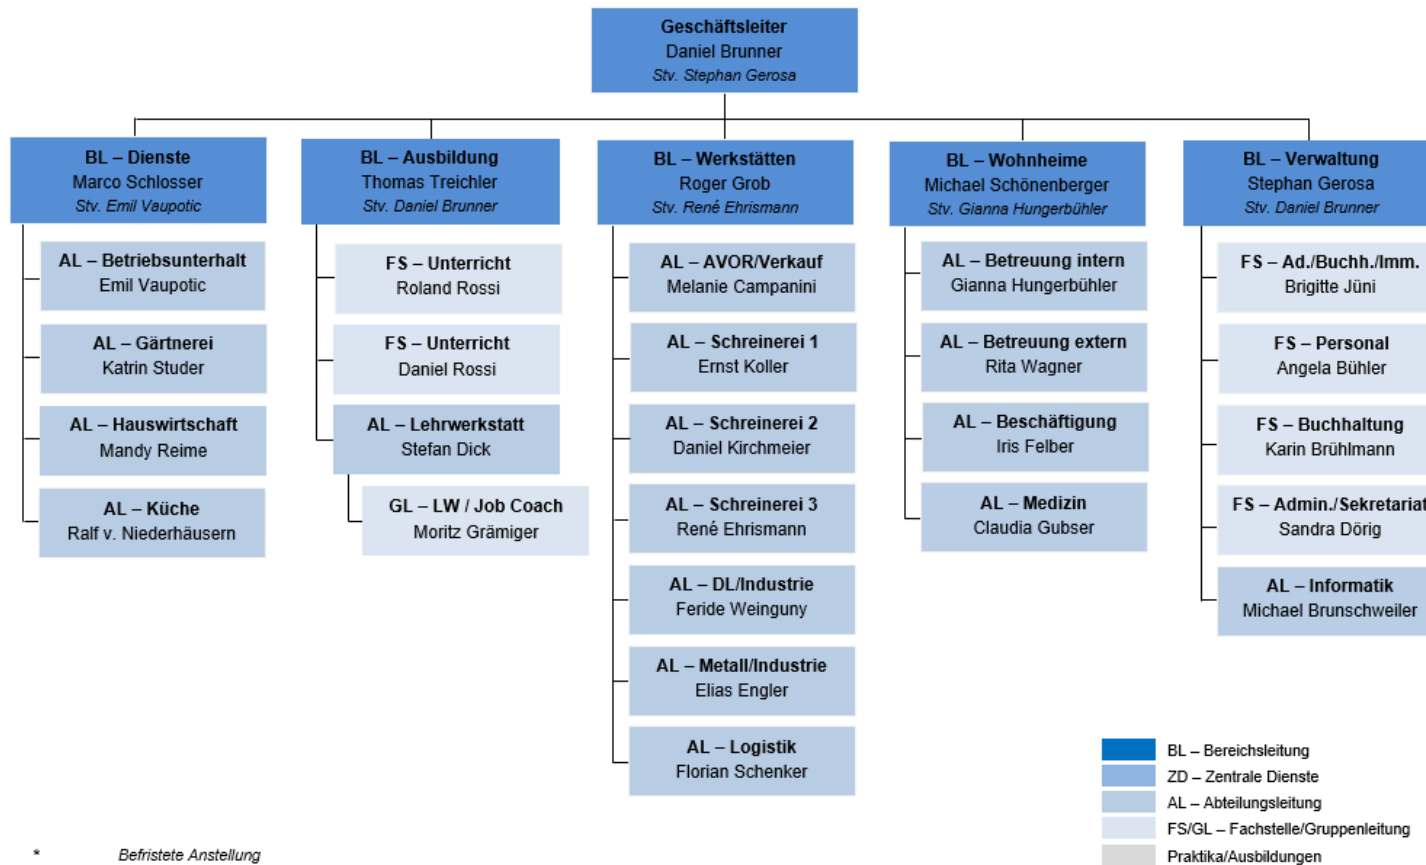 Geschäftsleiter
Daniel Brunner
Stv. Stephan Gerosa
BL – Dienste
Marco Schlosser
Stv. Emil Vaupotic
AL – Betriebsunterhalt
Emil Vaupotic
AL – Gärtnerei
Katrin Studer
AL – Hauswirtschaft
Mandy Reime
AL – Küche
Ralf v. Niederhäusern
BL – Ausbildung
Thomas Treichler
Stv. Daniel Brunner
FS – Unterricht
Roland Rossi
FS – Unterricht
Daniel Rossi
AL – Lehrwerkstatt
Stefan Dick
GL – LW / Job Coach
Moritz Grämiger
BL – Werkstätten
Roger Grob
Stv. René Ehrismann
AL – AVOR/Verkauf
Melanie Campanini
AL – Schreinerei 1
Ernst Koller
AL – Schreinerei 2
Daniel Kirchmeier
AL – Schreinerei 3
René Ehrismann
AL – DL/Industrie
Feride Weinguny
AL – Metall/Industrie
Elias Engler
AL – Logistik
Florian Schenker
BL – Wohnheime
Michael Schönenberger
Stv. Gianna Hungerbühler
AL – Betreuung intern
Gianna Hungerbühler
AL – Betreuung extern
Rita Wagner
AL – Beschäftigung
Iris Felber
AL – Medizin
Claudia Gubser
BL – Verwaltung
Stephan Gerosa
Stv. Daniel Brunner
FS – Ad./Buchh./Imm.
Brigitte Jüni
FS – Personal
Angela Bühler
FS – Buchhaltung
Karin Brühlmann
FS – Admin./Sekretariat
Sandra Dörig
AL – Informatik
Michael Brunschweiler
BL – Bereichsleitung
ZD – Zentrale Dienste
AL – Abteilungsleitung
FS/GL – Fachstelle/Gruppenleitung
Praktika/Ausbildungen
* Befristete Anstellung